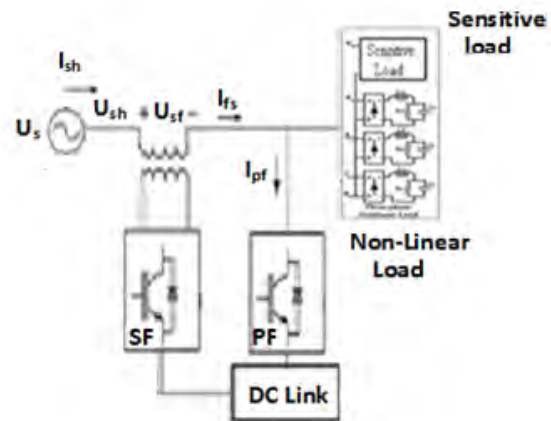 Sensitive
load
Ish
Ush + Usf - Ifs
Us
Sensitive
Load
Ipf
Non-Linear
Load
SF
PF
DC Link